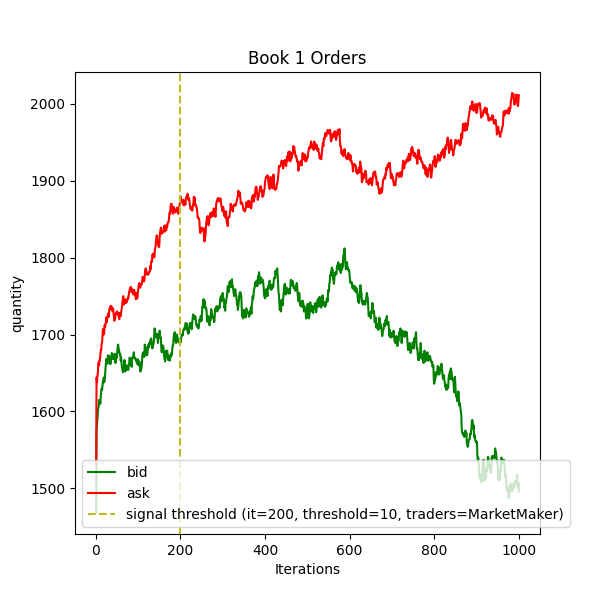 Book 1 Orders
quantity
2000
1900
1800
1700
1600
1500
bid
ask
signal threshold (it=200, threshold=10, traders=MarketMaker)
0 200 400 600 800 1000
Iterations